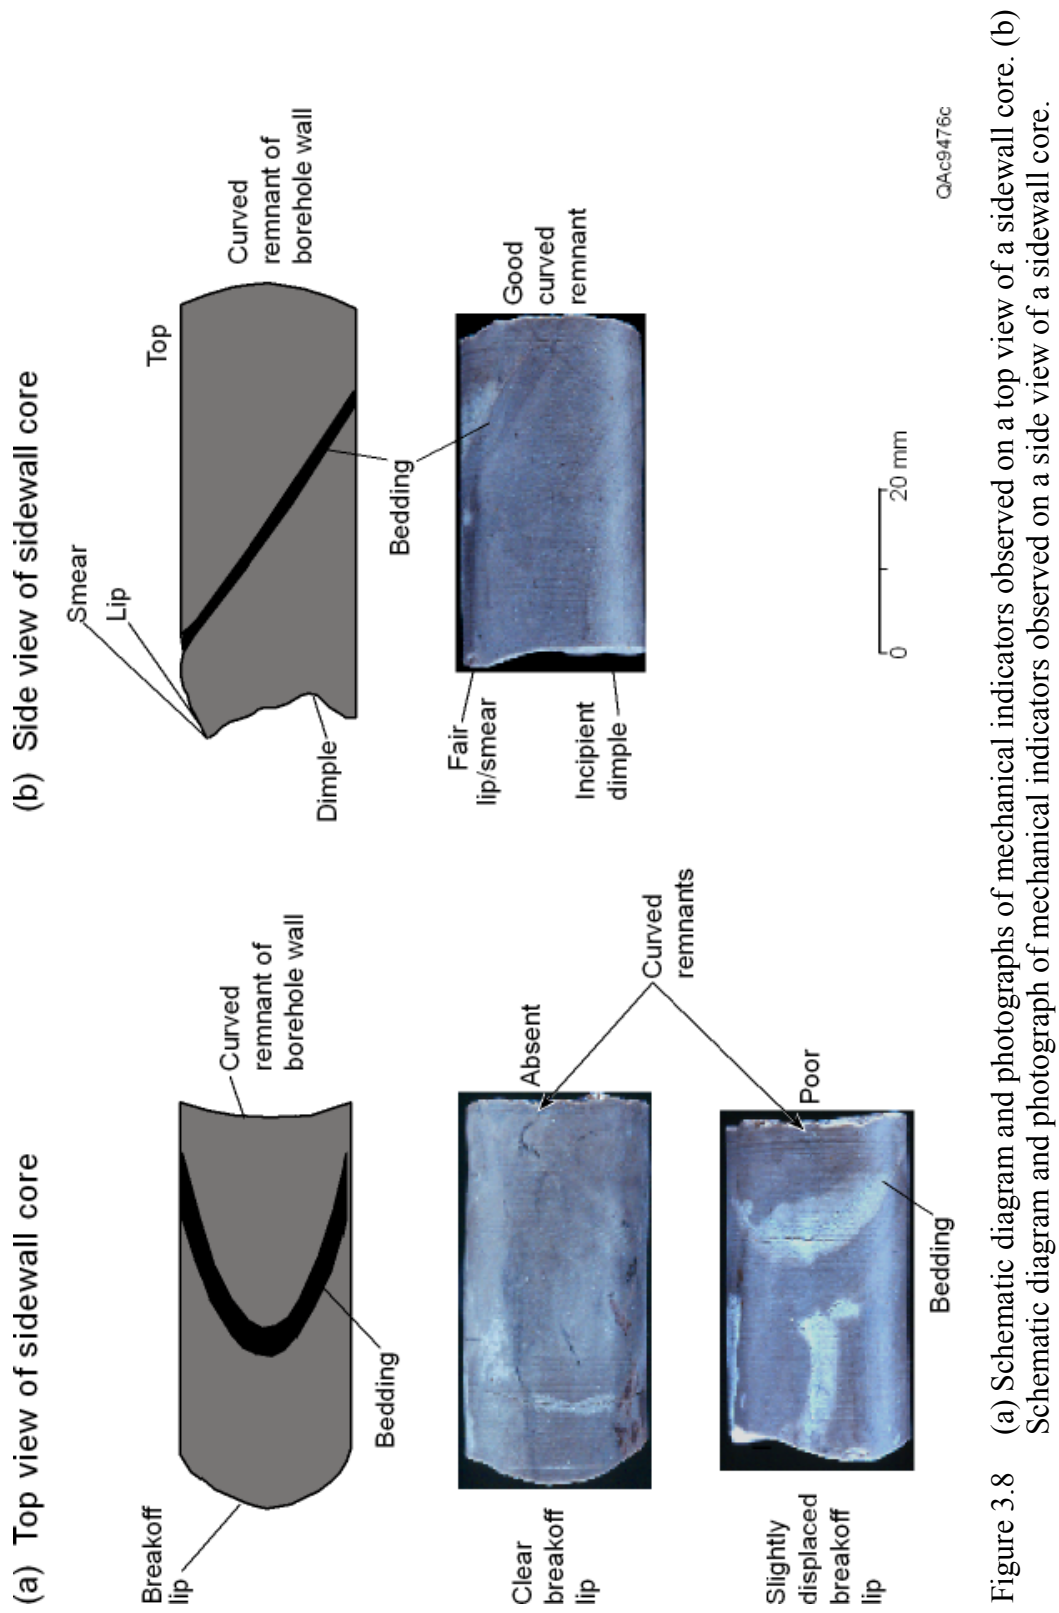 (a) Top view of sidewall core
Breakoff
lip
Curved
remnant of
borehole wall
Bedding
Clear
breakoff
lip
Absent
Curved
remnants
Slightly
displaced
breakoff
lip
Poor
Bedding
(b) Side view of sidewall core
Smear
Lip
Top
Curved
remnant of
borehole wall
Dimple
Bedding
Fair
lip/smear
Good
curved
remnant
Incipient
dimple
0
20 mm
QAc9476c
Figure 3.8 (a) Schematic diagram and photographs of mechanical indicators observed on a top view of a sidewall core. (b)
Schematic diagram and photograph of mechanical indicators observed on a side view of a sidewall core.